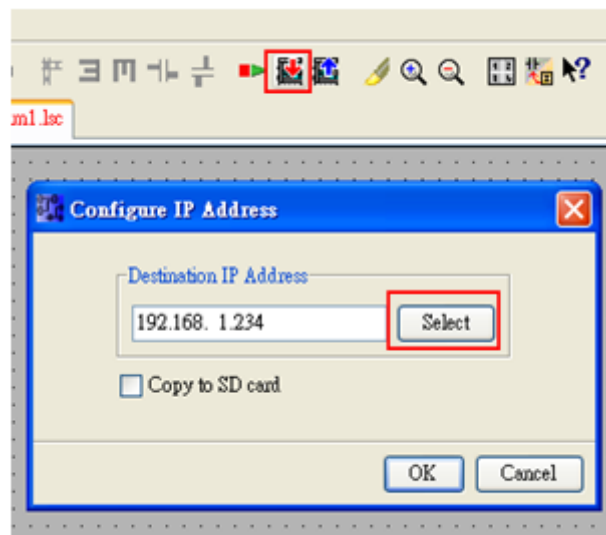 m1.lsc
Configure IP Address
Destination IP Address
192.168. 1.234
Select
Copy to SD card
OK
Cancel